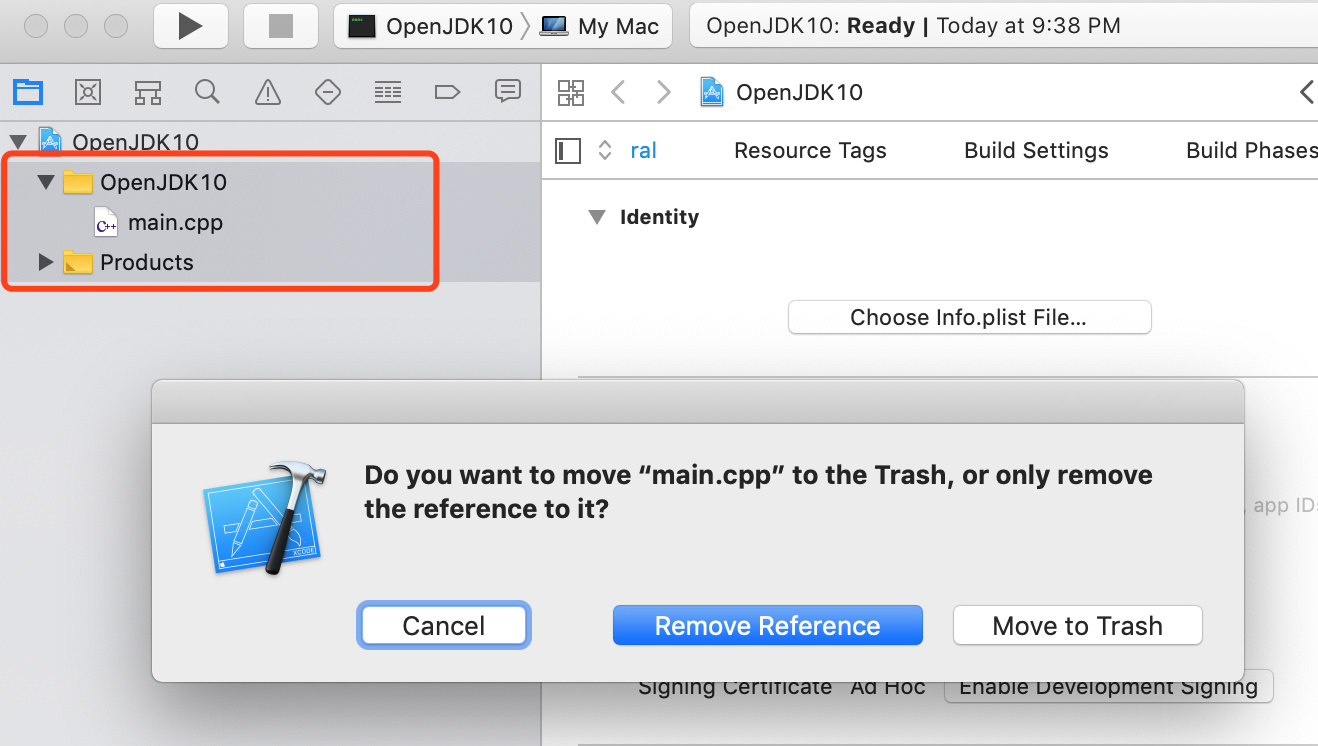 OpenJDK10 〉 My Mac
OpenJDK10: Ready | Today at 9:38 PM
OpenJDK10
OpenJDK10
ral Resource Tags Build Settings Build Phases
OpenJDK10
C++ main.cpp
Products
Identity
Choose Info.plist File...
Do you want to move “main.cpp” to the Trash, or only remove
the reference to it?
XCODE
, app IDs
Cancel Remove Reference Move to Trash
Signing Certificate Ad Hoc Enable Development Signing